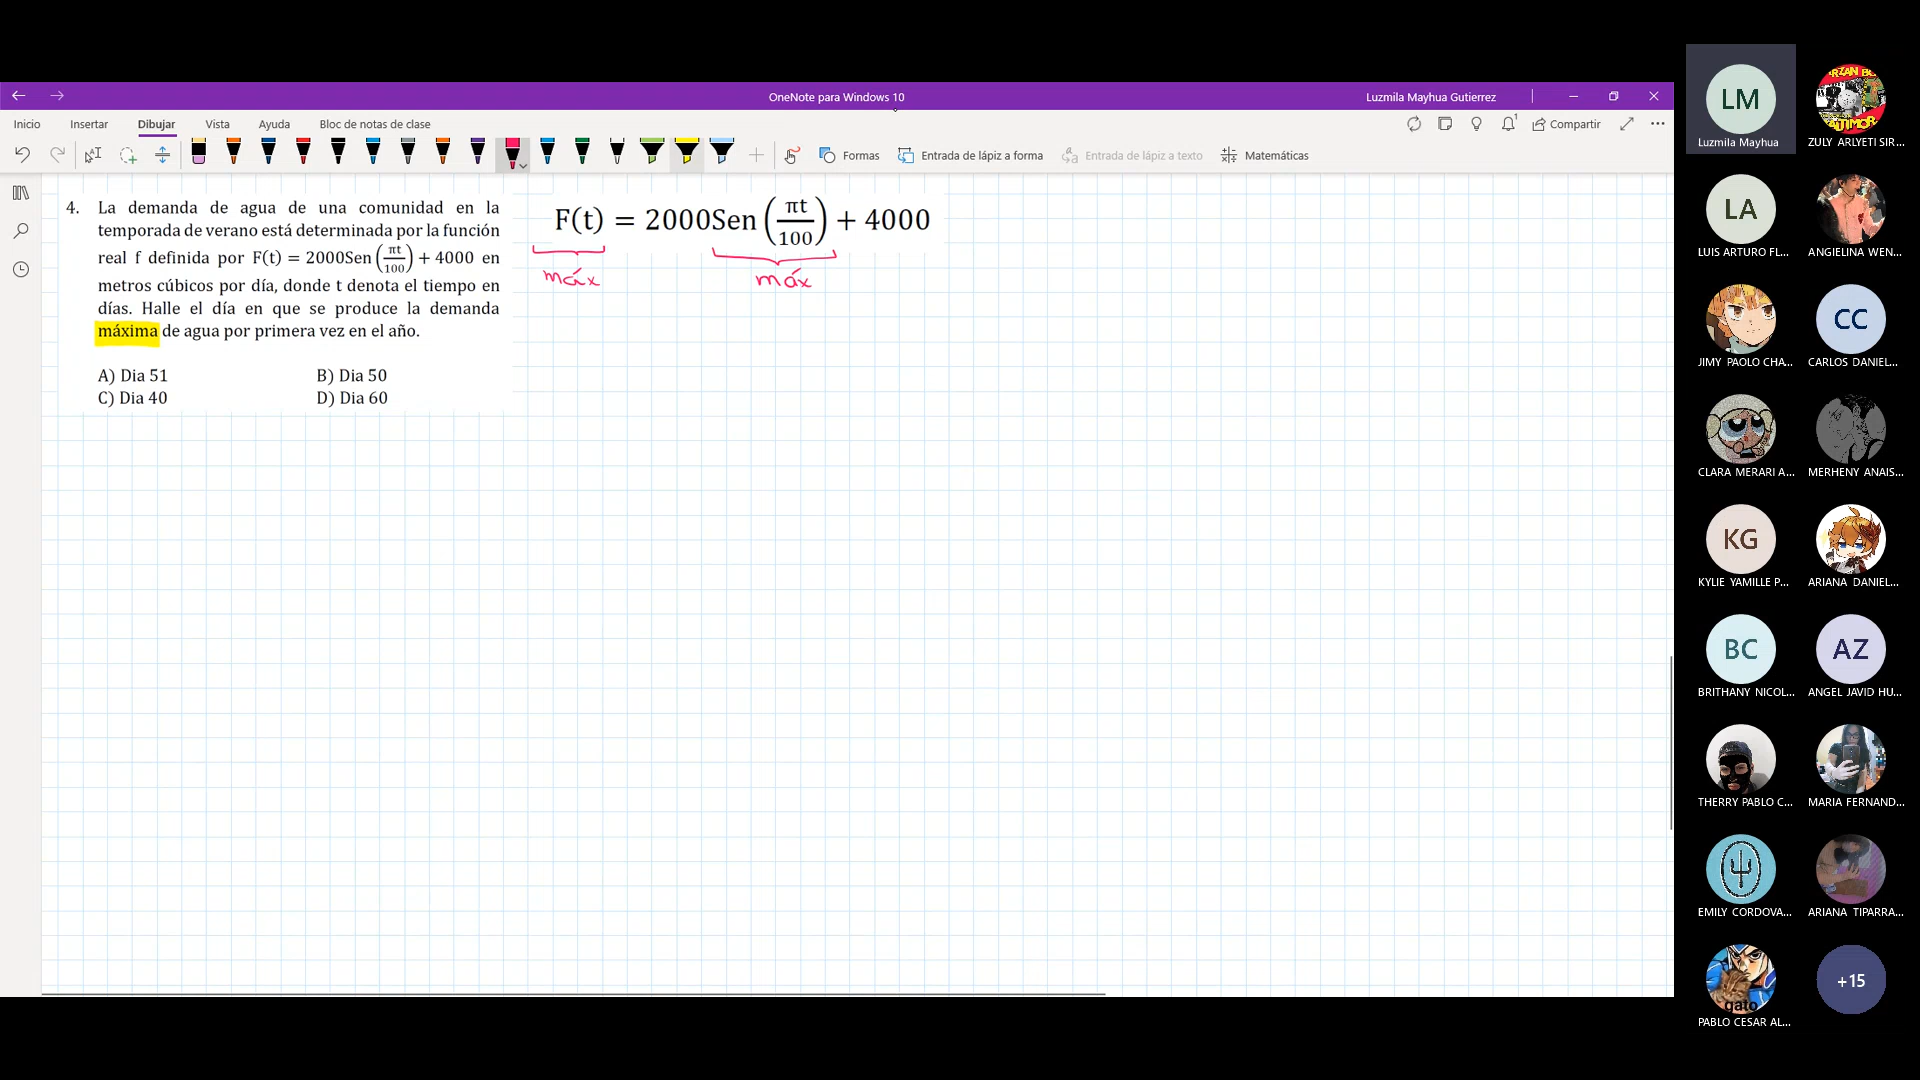 OneNote para Windows 10
Luzmila Mayhua Gutierrez
Inicio Insertar Dibujar Vista Ayuda Bloc de notas de clase
1 Compartir
Formas Entrada de lápiz a forma Entrada de lápiz a texto Matemáticas
4. La demanda de agua de una comunidad en la
temporada de verano está determinada por la función
real f definida por F(t) = 2000Sen(πt/100) + 4000 en
metros cúbicos por día, donde t denota el tiempo en
días. Halle el día en que se produce la demanda
máxima de agua por primera vez en el año.
A) Dia 51 B) Dia 50
C) Dia 40 D) Dia 60
F(t) = 2000Sen(πt/100) + 4000
máx máx
LM
Luzmila Mayhua
ZULY ARLYETI SIR...
LA
LUIS ARTURO FL...
ANGIELINA WEN...
JIMY PAOLO CHA...
CC
CARLOS DANIEL...
CLARA MERARI A...
MERHENY ANAIS...
KG
KYLIE YAMILLE P...
ARIANA DANIEL...
BC
BRITHANY NICOL...
AZ
ANGEL JAVID HU...
THERRY PABLO C...
MARIA FERNAND...
EMILY CORDOVA...
ARIANA TIPARRA...
gato
PABLO CESAR AL...
+15